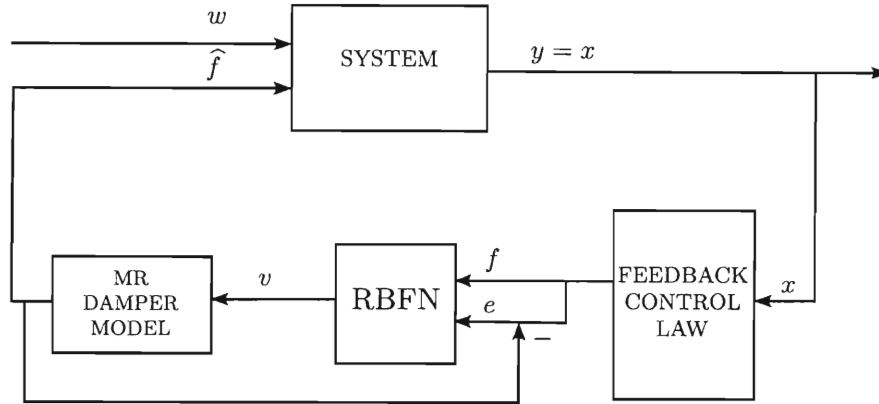 w
f̂
SYSTEM
y = x
MR
DAMPER
MODEL
v
RBFN
f
e
−
FEEDBACK
CONTROL
LAW
x